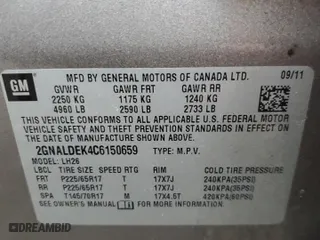 GM
MFD BY GENERAL MOTORS OF CANADA LTD. 09/11
GVWR GAWR FRT GAWR RR
2250 KG 1175 KG 1240 KG
4960 LB 2590 LB 2733 LB
THIS VEHICLE CONFORMS TO ALL APPLICABLE U.S. FEDERAL MOTOR
VEHICLE SAFETY AND THEFT PREVENTION STANDARDS IN EFFECT ON
THE DATE OF MANUFACTURE SHOWN ABOVE.
2GNALDEK4C6150659 TYPE: M.P.V.
MODEL: LH26
LBCL TIRE SIZE SPEED RTG RIM COLD TIRE PRESSURE
FRT P225/65R17 T 17X7J 240KPA(35PSI)
RR P225/65R17 T 17X7J 240KPA(35PSI)
SPA T145/70R17 M 17X4.5T 420KPA(60PSI)
SEE OWNER'S MANUAL FOR MORE INFORMATION.